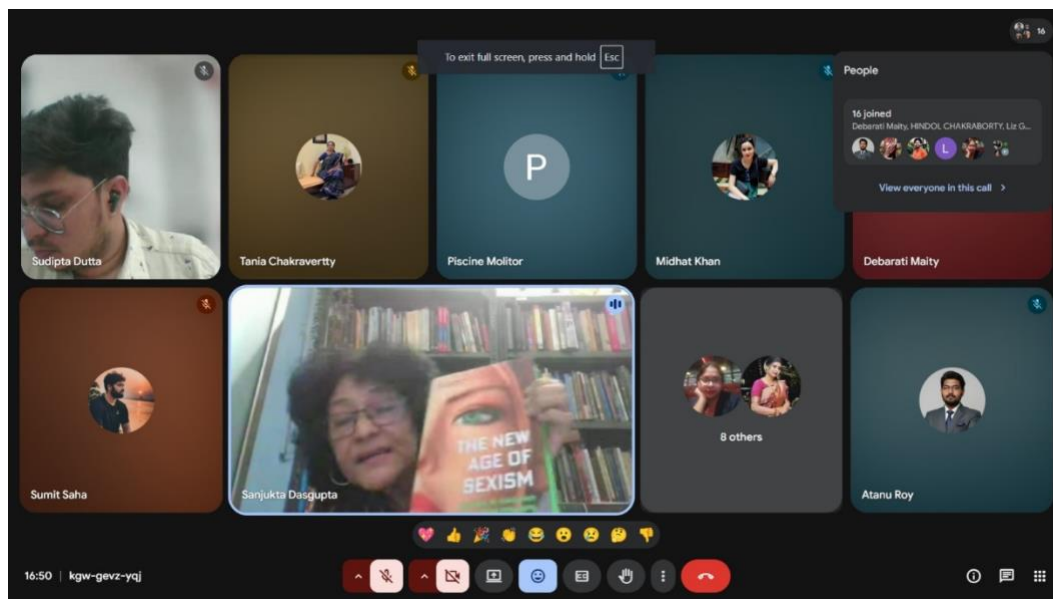 16
To exit full screen, press and hold Esc
People
16 joined
Debarati Maity, HINDOL CHAKRABORTY, Liz G...
L
View everyone in this call
P
Sudipta Dutta
Tania Chakravertty
Piscine Molitor
Midhat Khan
Debarati Maity
THE NEW
AGE OF
SEXISM
8 others
Sumit Saha
Sanjukta Dasgupta
Atanu Roy
16:50 | kgw-gevz-yqj